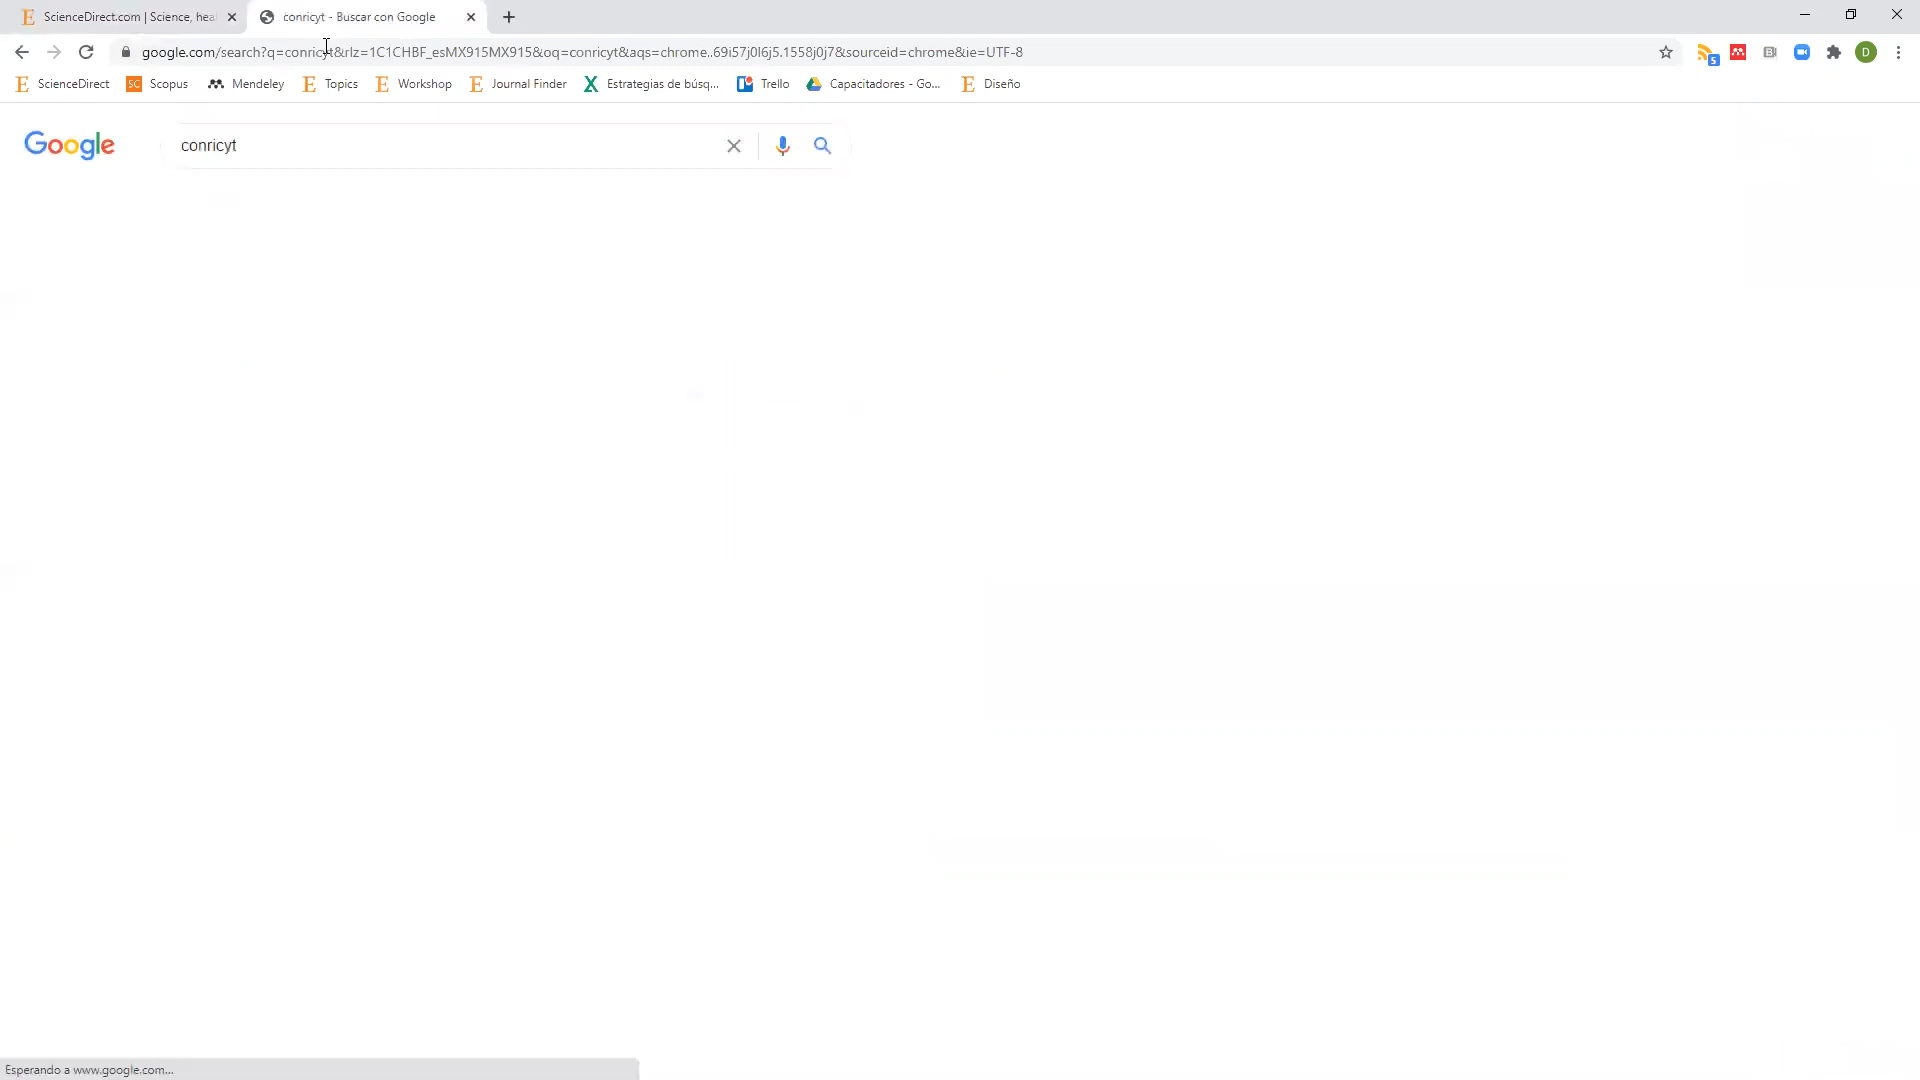 ScienceDirect.com | Science, hea
conricyt - Buscar con Google
google.com/search?q=conricyt&rlz=1C1CHBF_esMX915MX915&oq=conricyt&aqs=chrome..69i57j0l6j5.1558j0j7&sourceid=chrome&ie=UTF-8
5
D
ScienceDirect
SC Scopus
Mendeley
Topics
Workshop
Journal Finder
Estrategias de búsq...
Trello
Capacitadores - Go...
Diseño
Google
conricyt
Esperando a www.google.com...